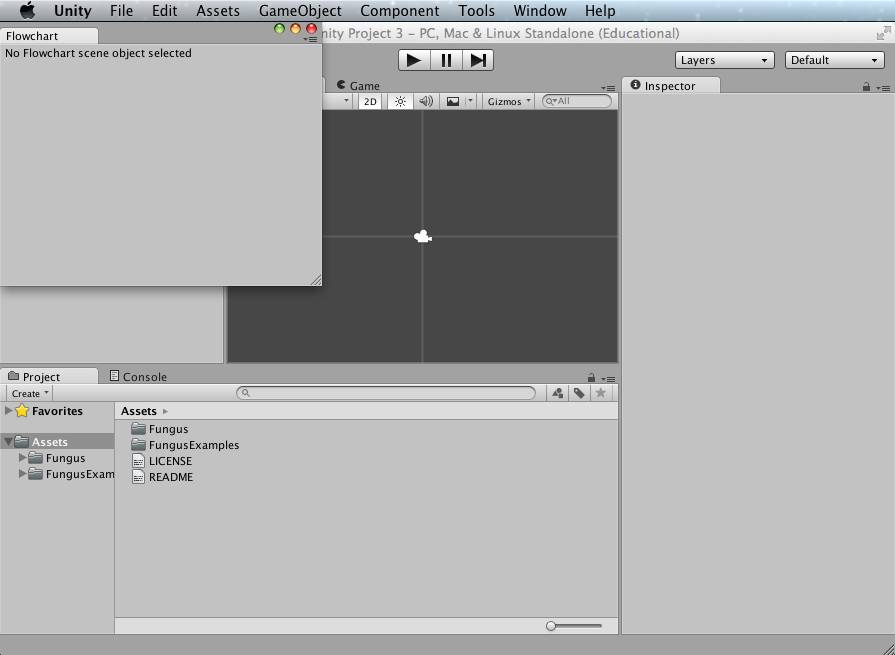 Unity File Edit Assets GameObject Component Tools Window Help
nity Project 3 - PC, Mac & Linux Standalone (Educational)
Flowchart
No Flowchart scene object selected
Layers Default
Game
Inspector
2D Gizmos All
Project Console
Create
Favorites
Assets
Fungus
FungusExam
Assets
Fungus
FungusExamples
LICENSE
README